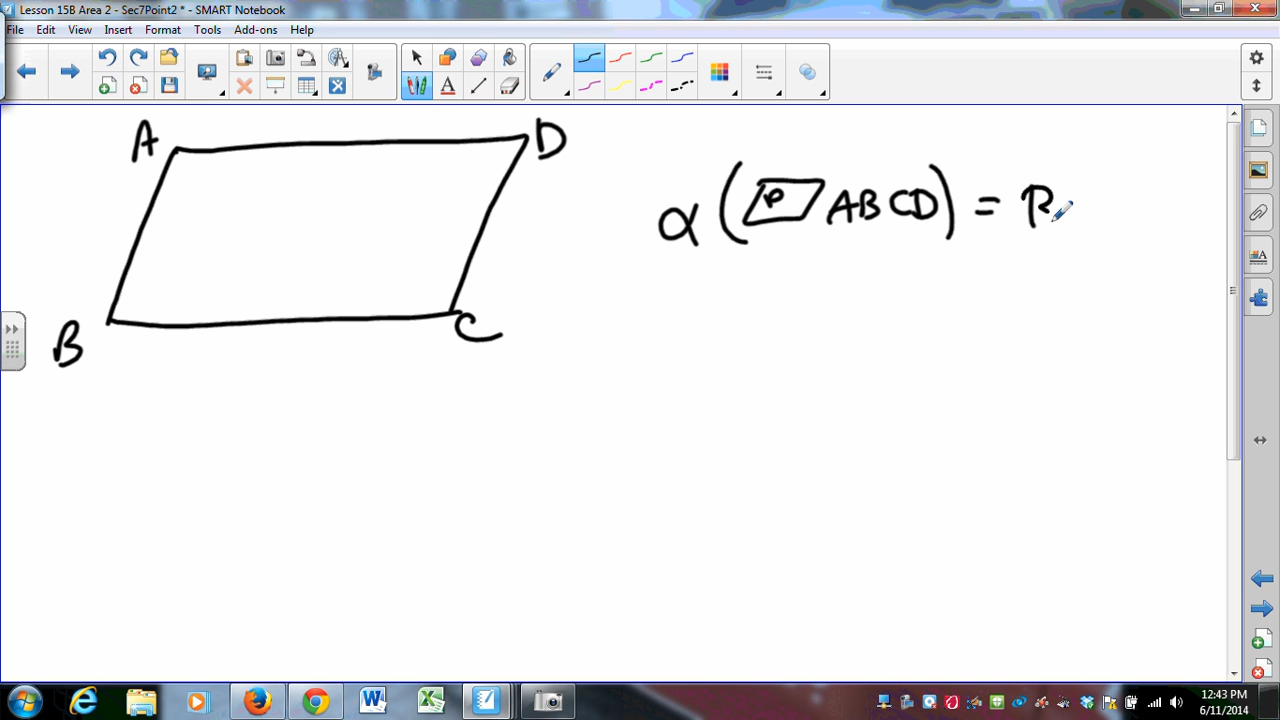 Lesson 15B Area 2 - Sec7Point2 * - SMART Notebook
File Edit View Insert Format Tools Add-ons Help
A D
α ( P ABCD ) =
B C
12:43 PM
6/11/2014